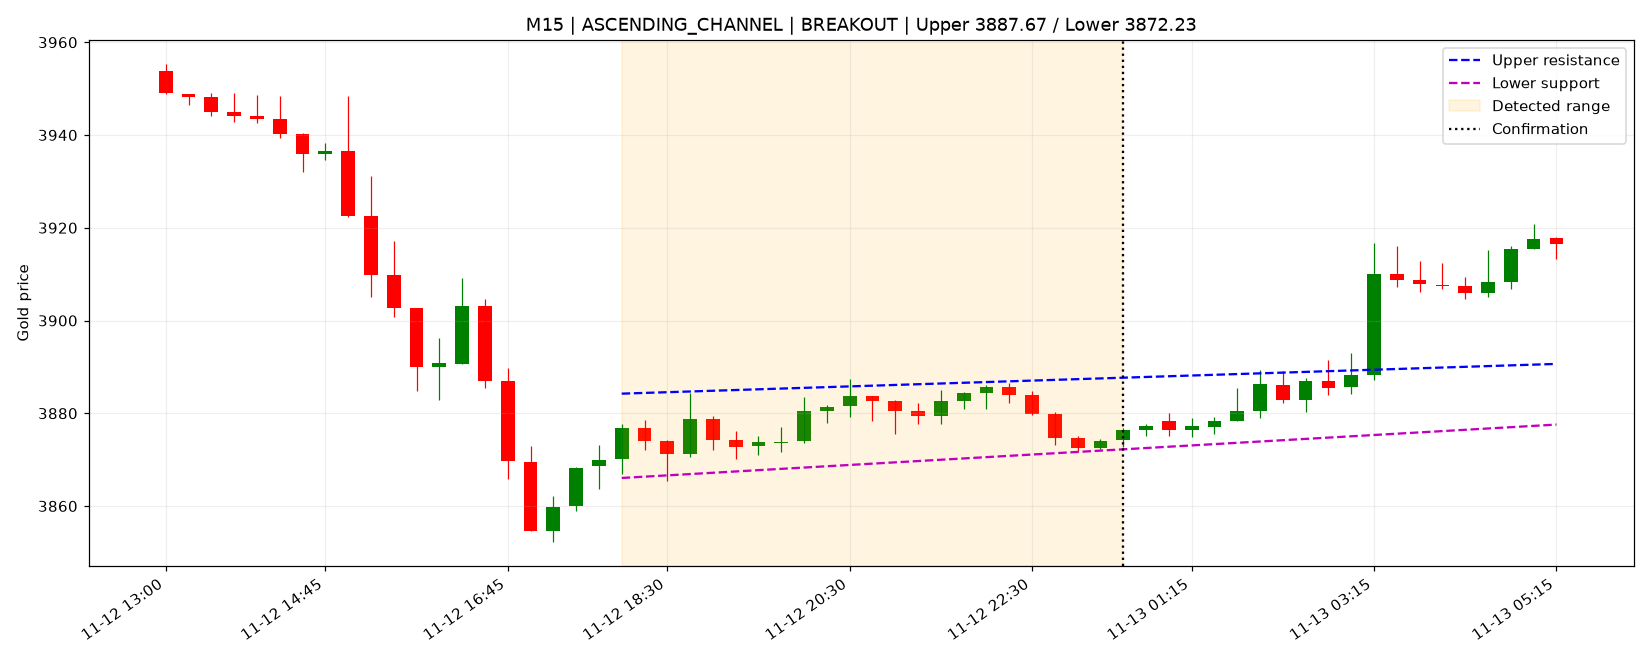 M15 | ASCENDING_CHANNEL | BREAKOUT | Upper 3887.67 / Lower 3872.23
Upper resistance
Lower support
Detected range
Confirmation
Gold price
3960
3940
3920
3900
3880
3860
11-12 13:00
11-12 14:45
11-12 16:45
11-12 18:30
11-12 20:30
11-12 22:30
11-13 01:15
11-13 03:15
11-13 05:15